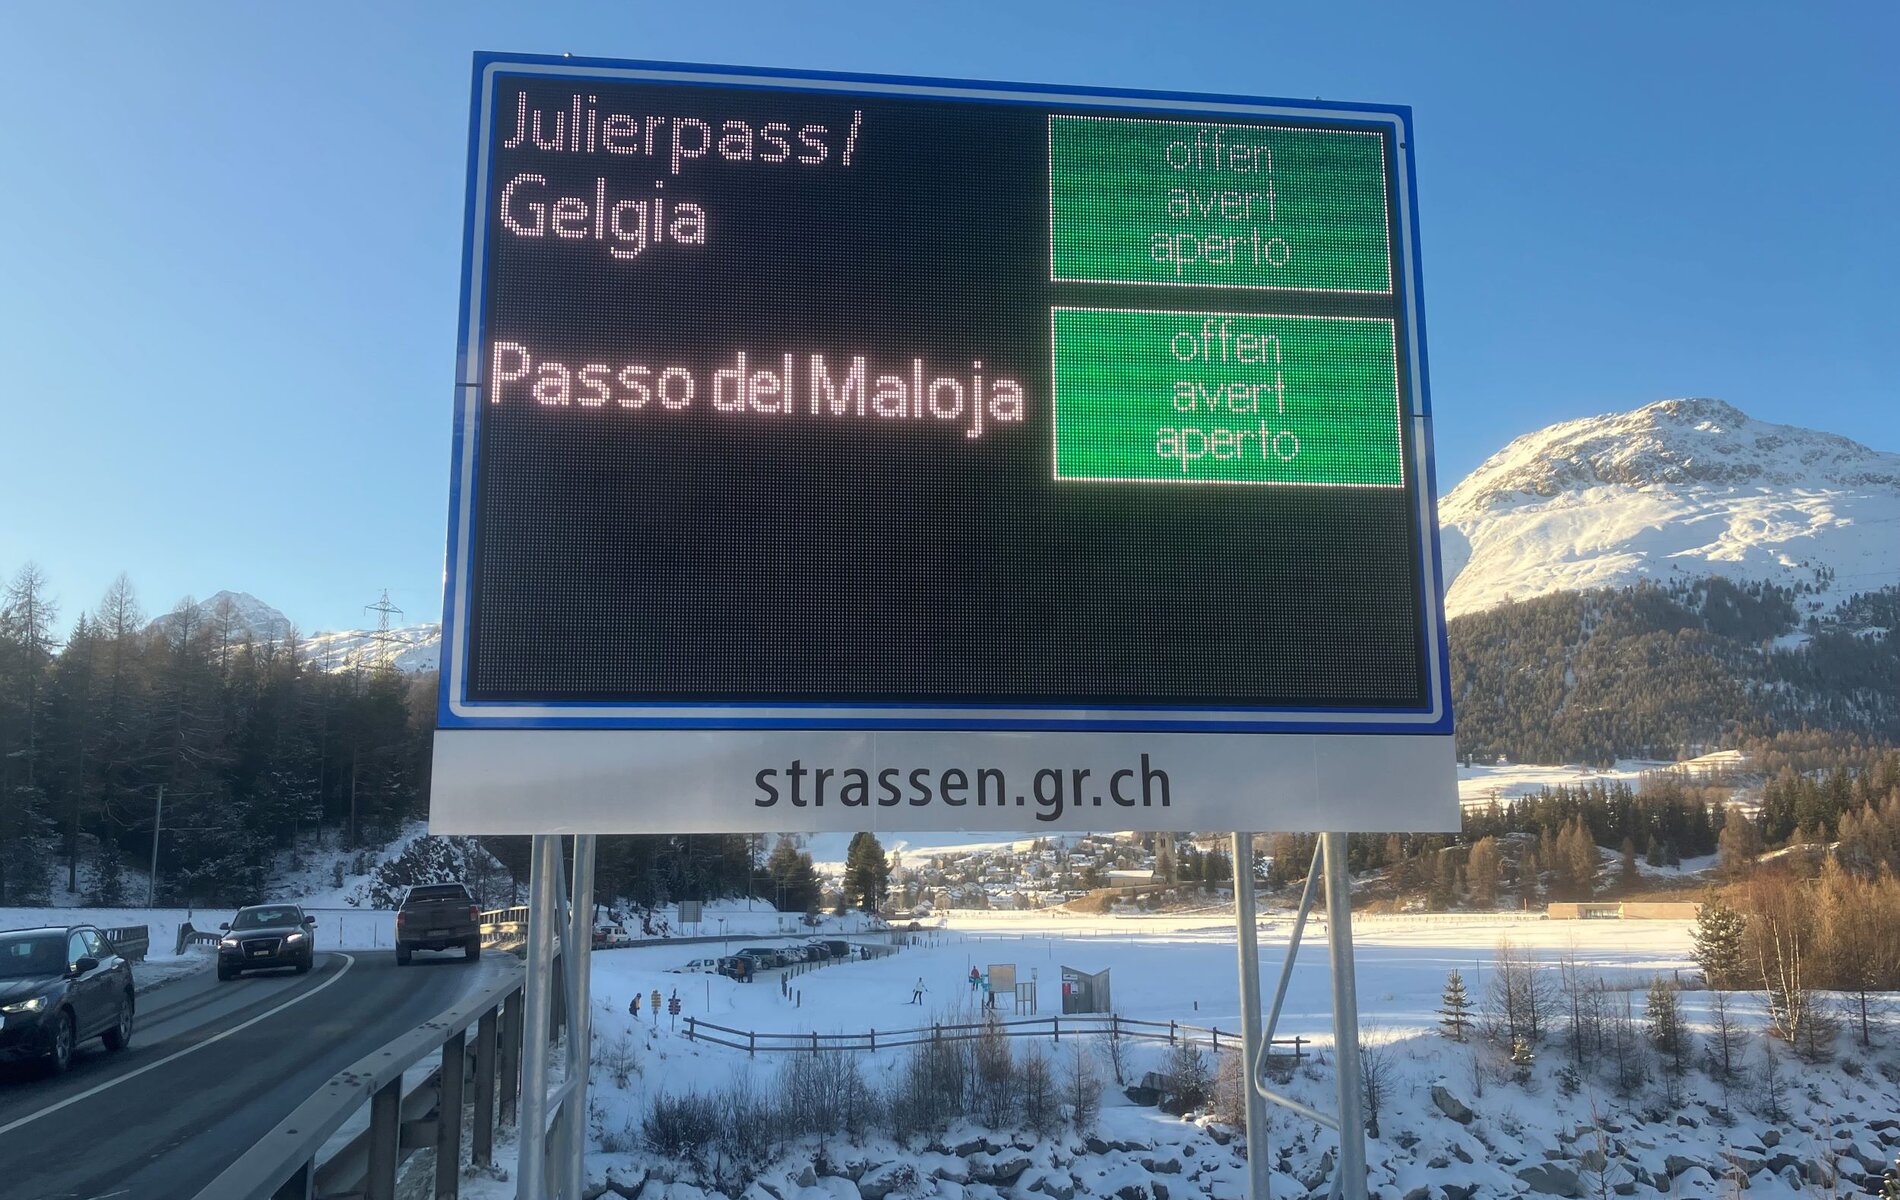 Julierpass /
Gelgia
offen
avert
aperto
Passo del Maloja
offen
avert
aperto
strassen.gr.ch